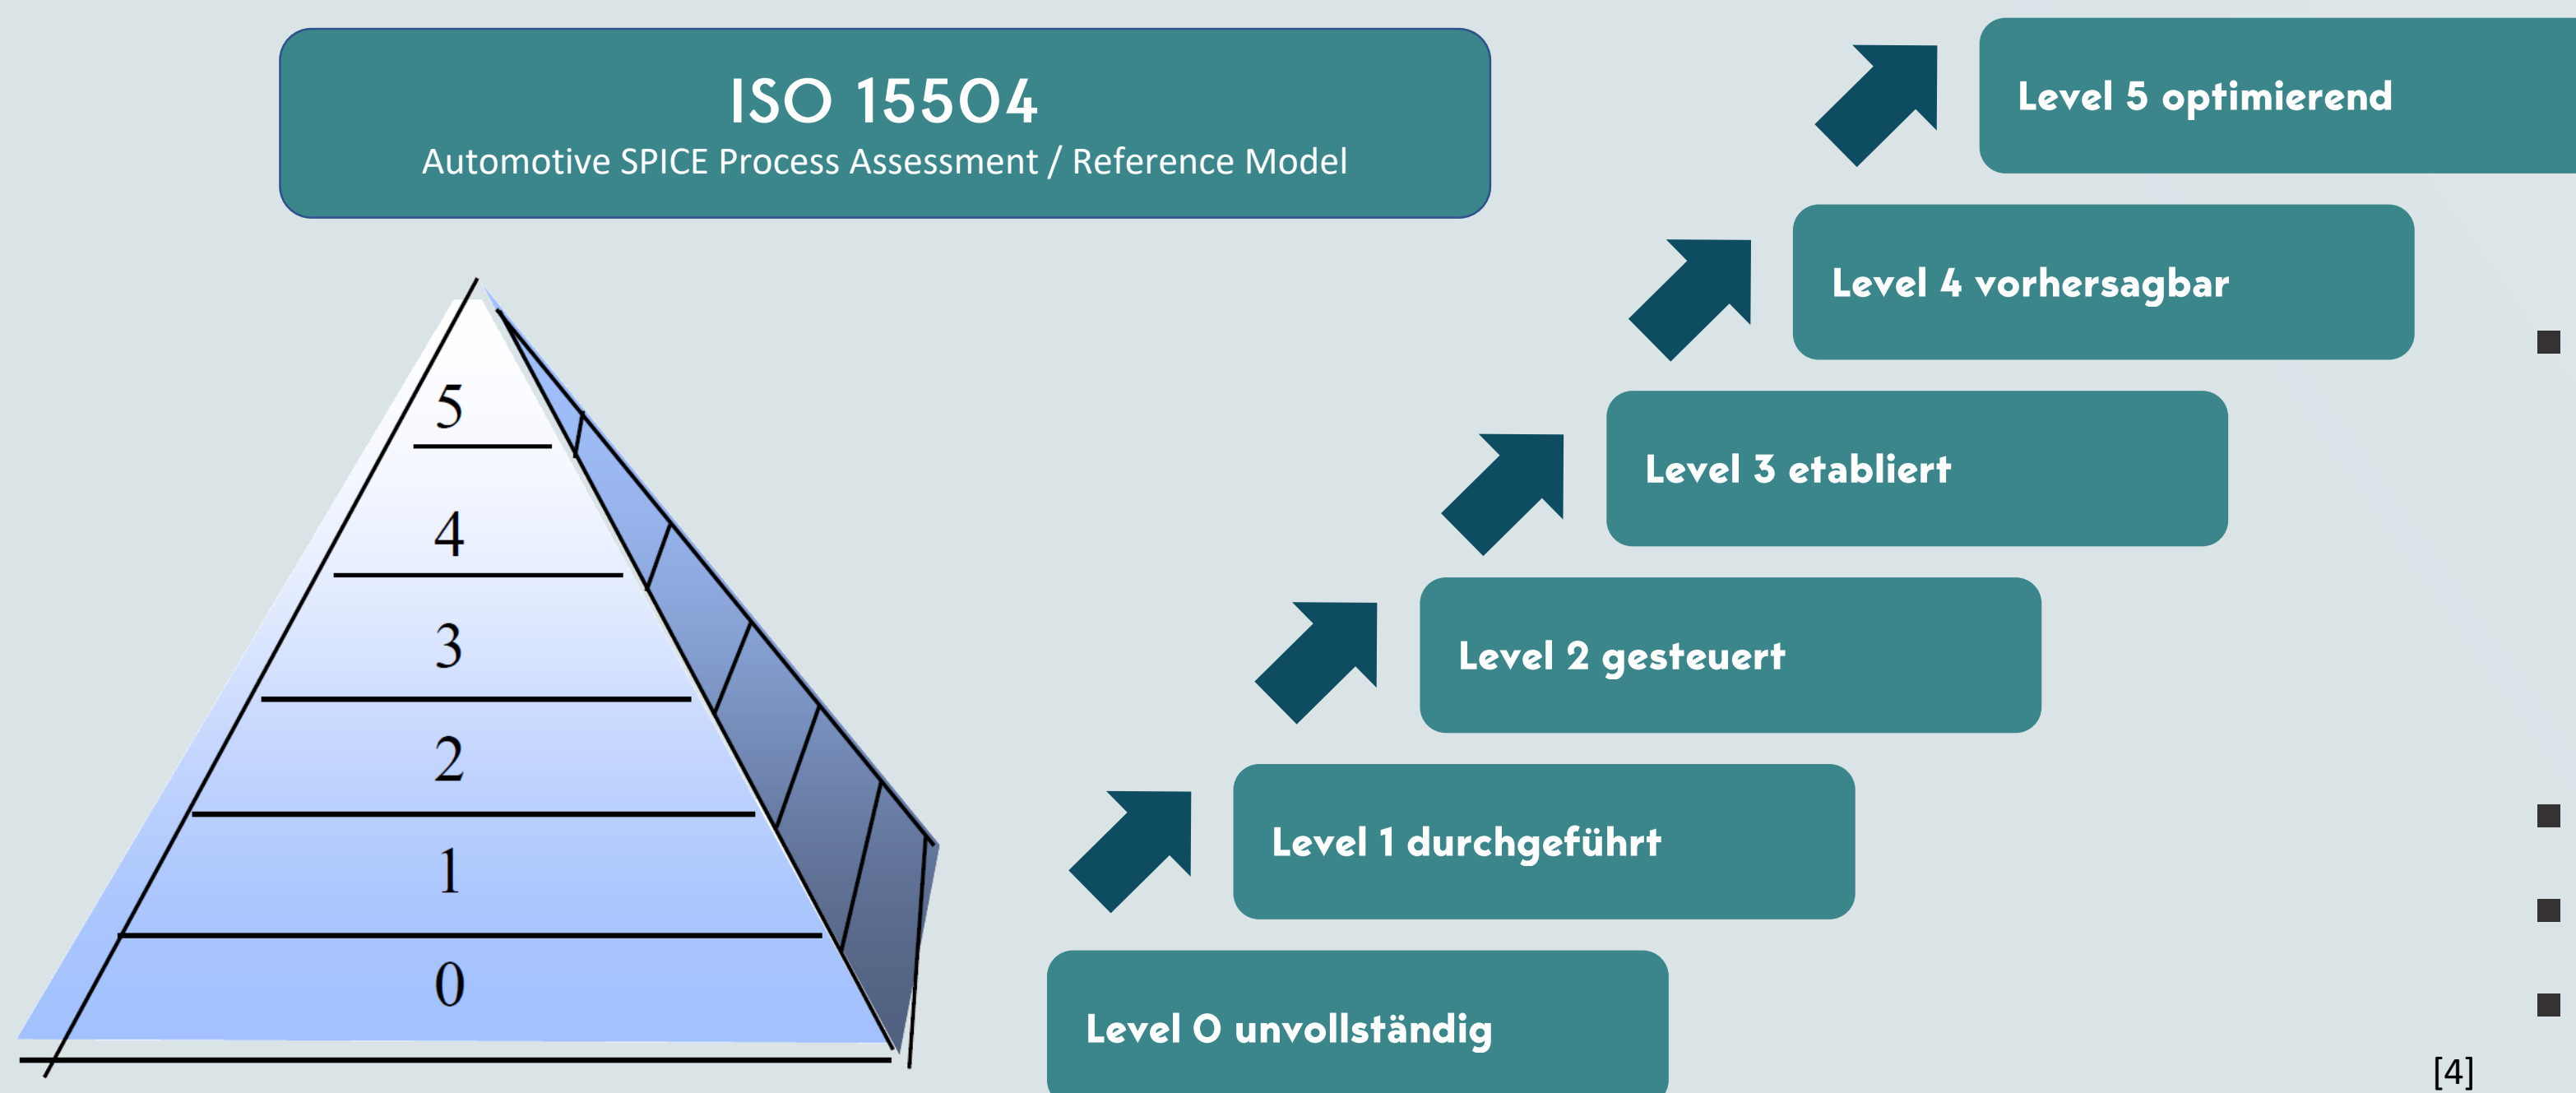 ISO 15504
Automotive SPICE Process Assessment / Reference Model
5
4
3
2
1
0
Level 5 optimierend
Level 4 vorhersagbar
Level 3 etabliert
Level 2 gesteuert
Level 1 durchgeführt
Level 0 unvollständig
[4]